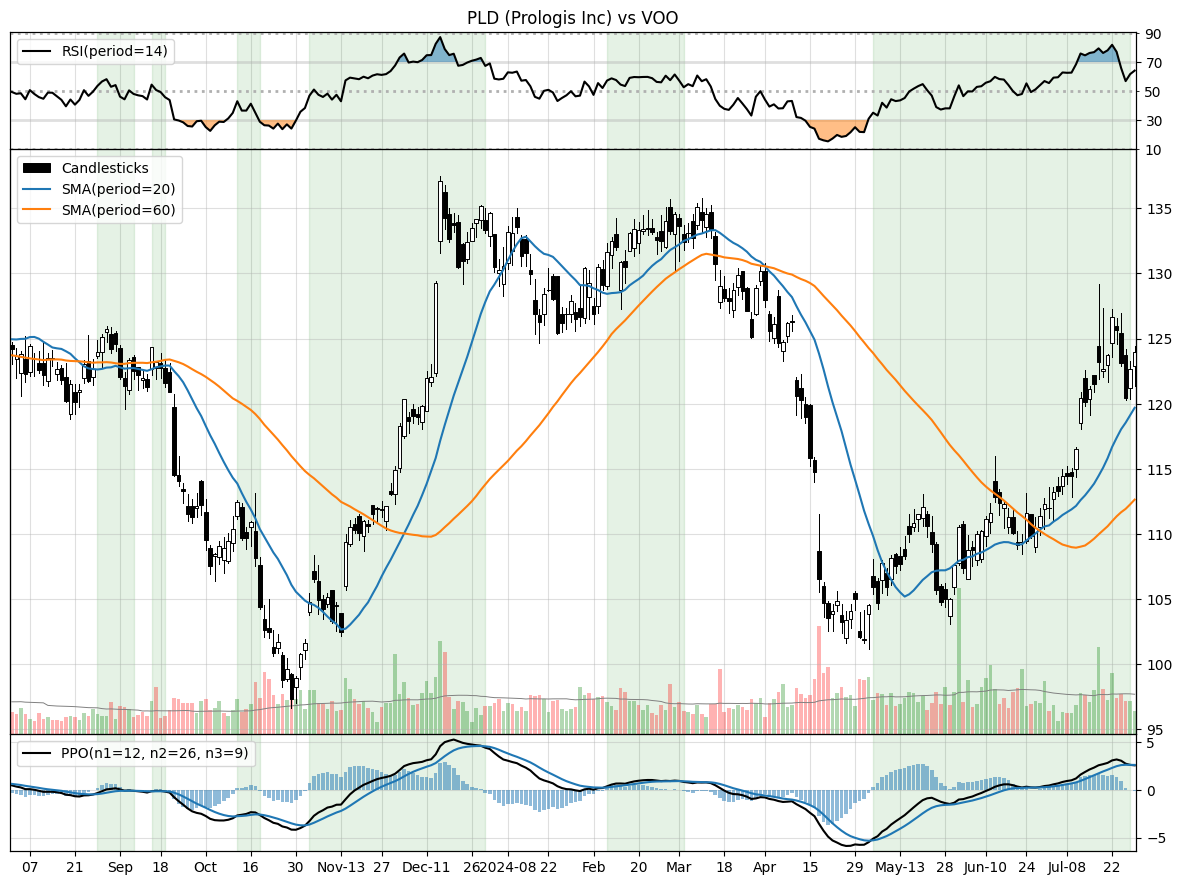 PLD (Prologis Inc) vs VOO
RSI(period=14)
90
70
50
30
10
Candlesticks
SMA(period=20)
SMA(period=60)
135
130
125
120
115
110
105
100
95
PPO(n1=12, n2=26, n3=9)
5
0
−5
07 21 Sep 18 Oct 16 30 Nov-13 27 Dec-11 26 2024-08 22 Feb 20 Mar 18 Apr 15 29 May-13 28 Jun-10 24 Jul-08 22